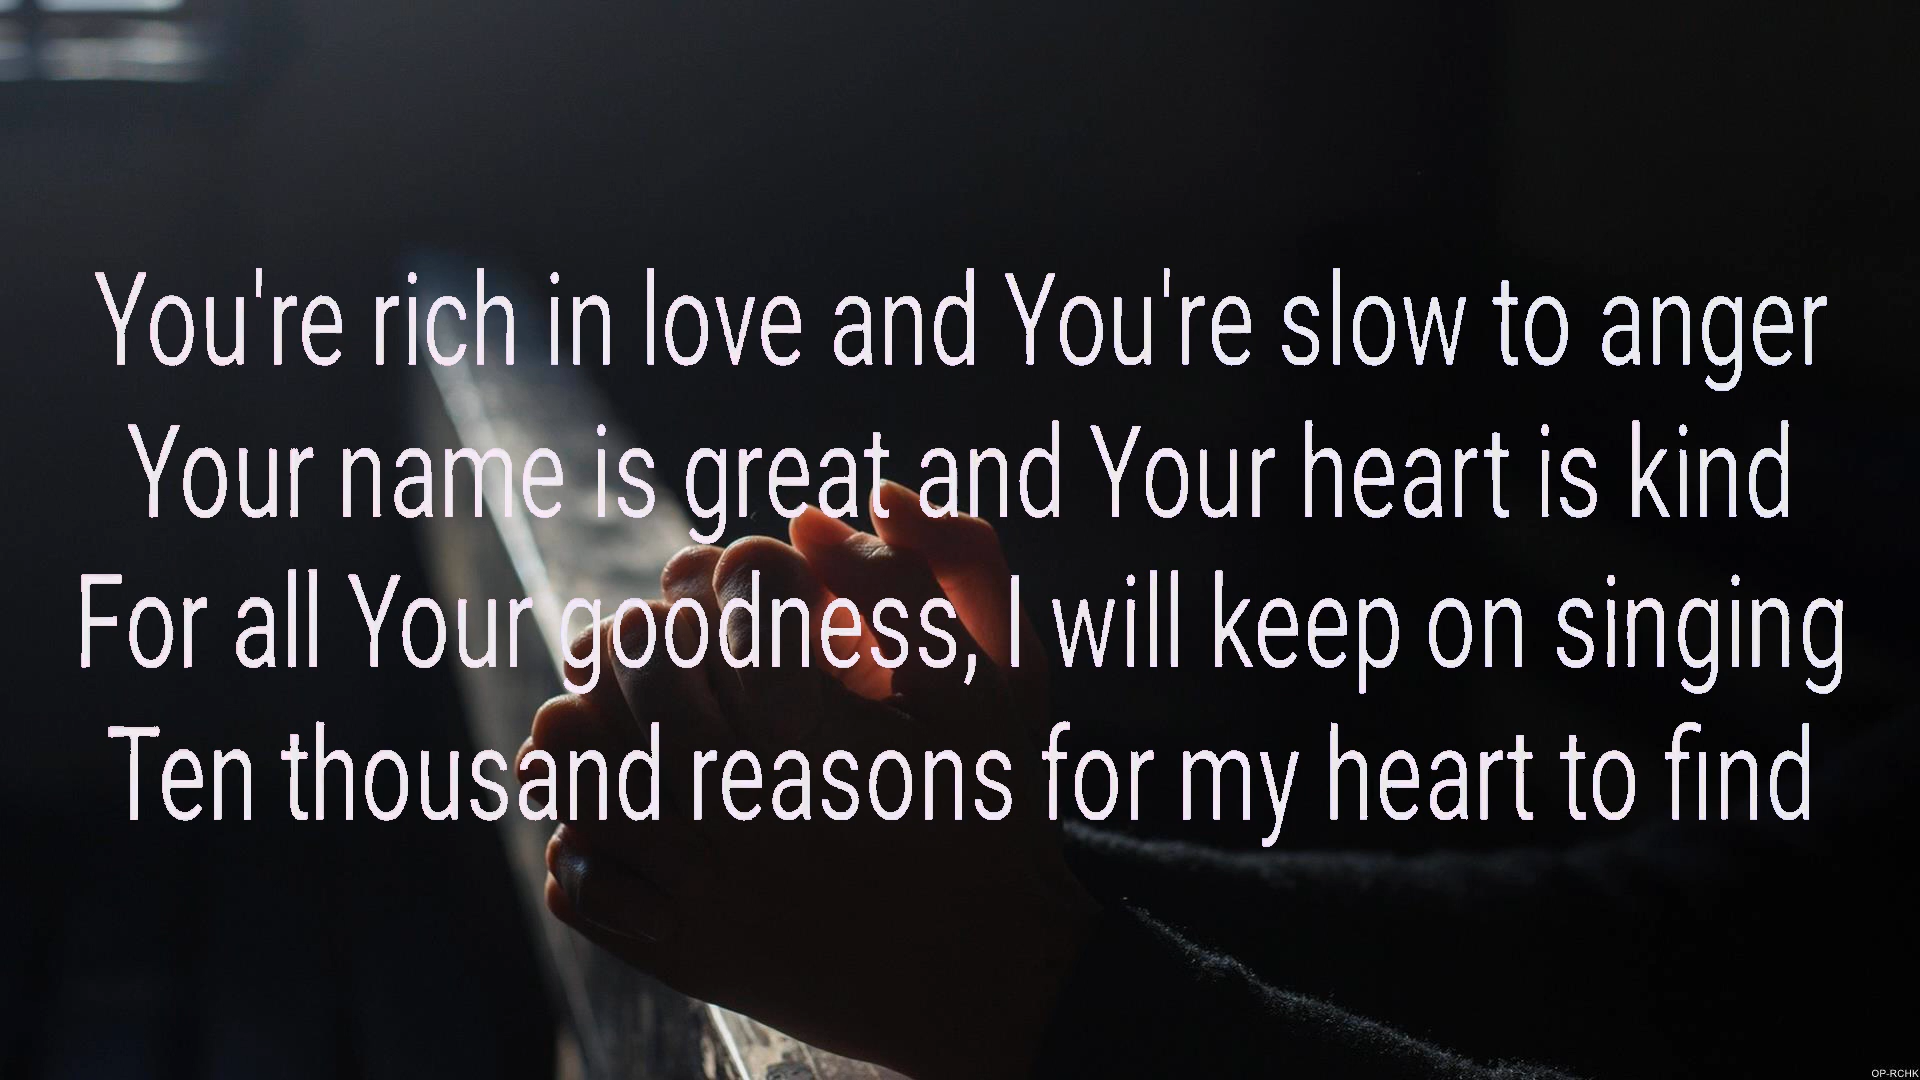 You're rich in love and You're slow to anger
Your name is great and Your heart is kind
For all Your goodness, I will keep on singing
Ten thousand reasons for my heart to find
OP-RCHK